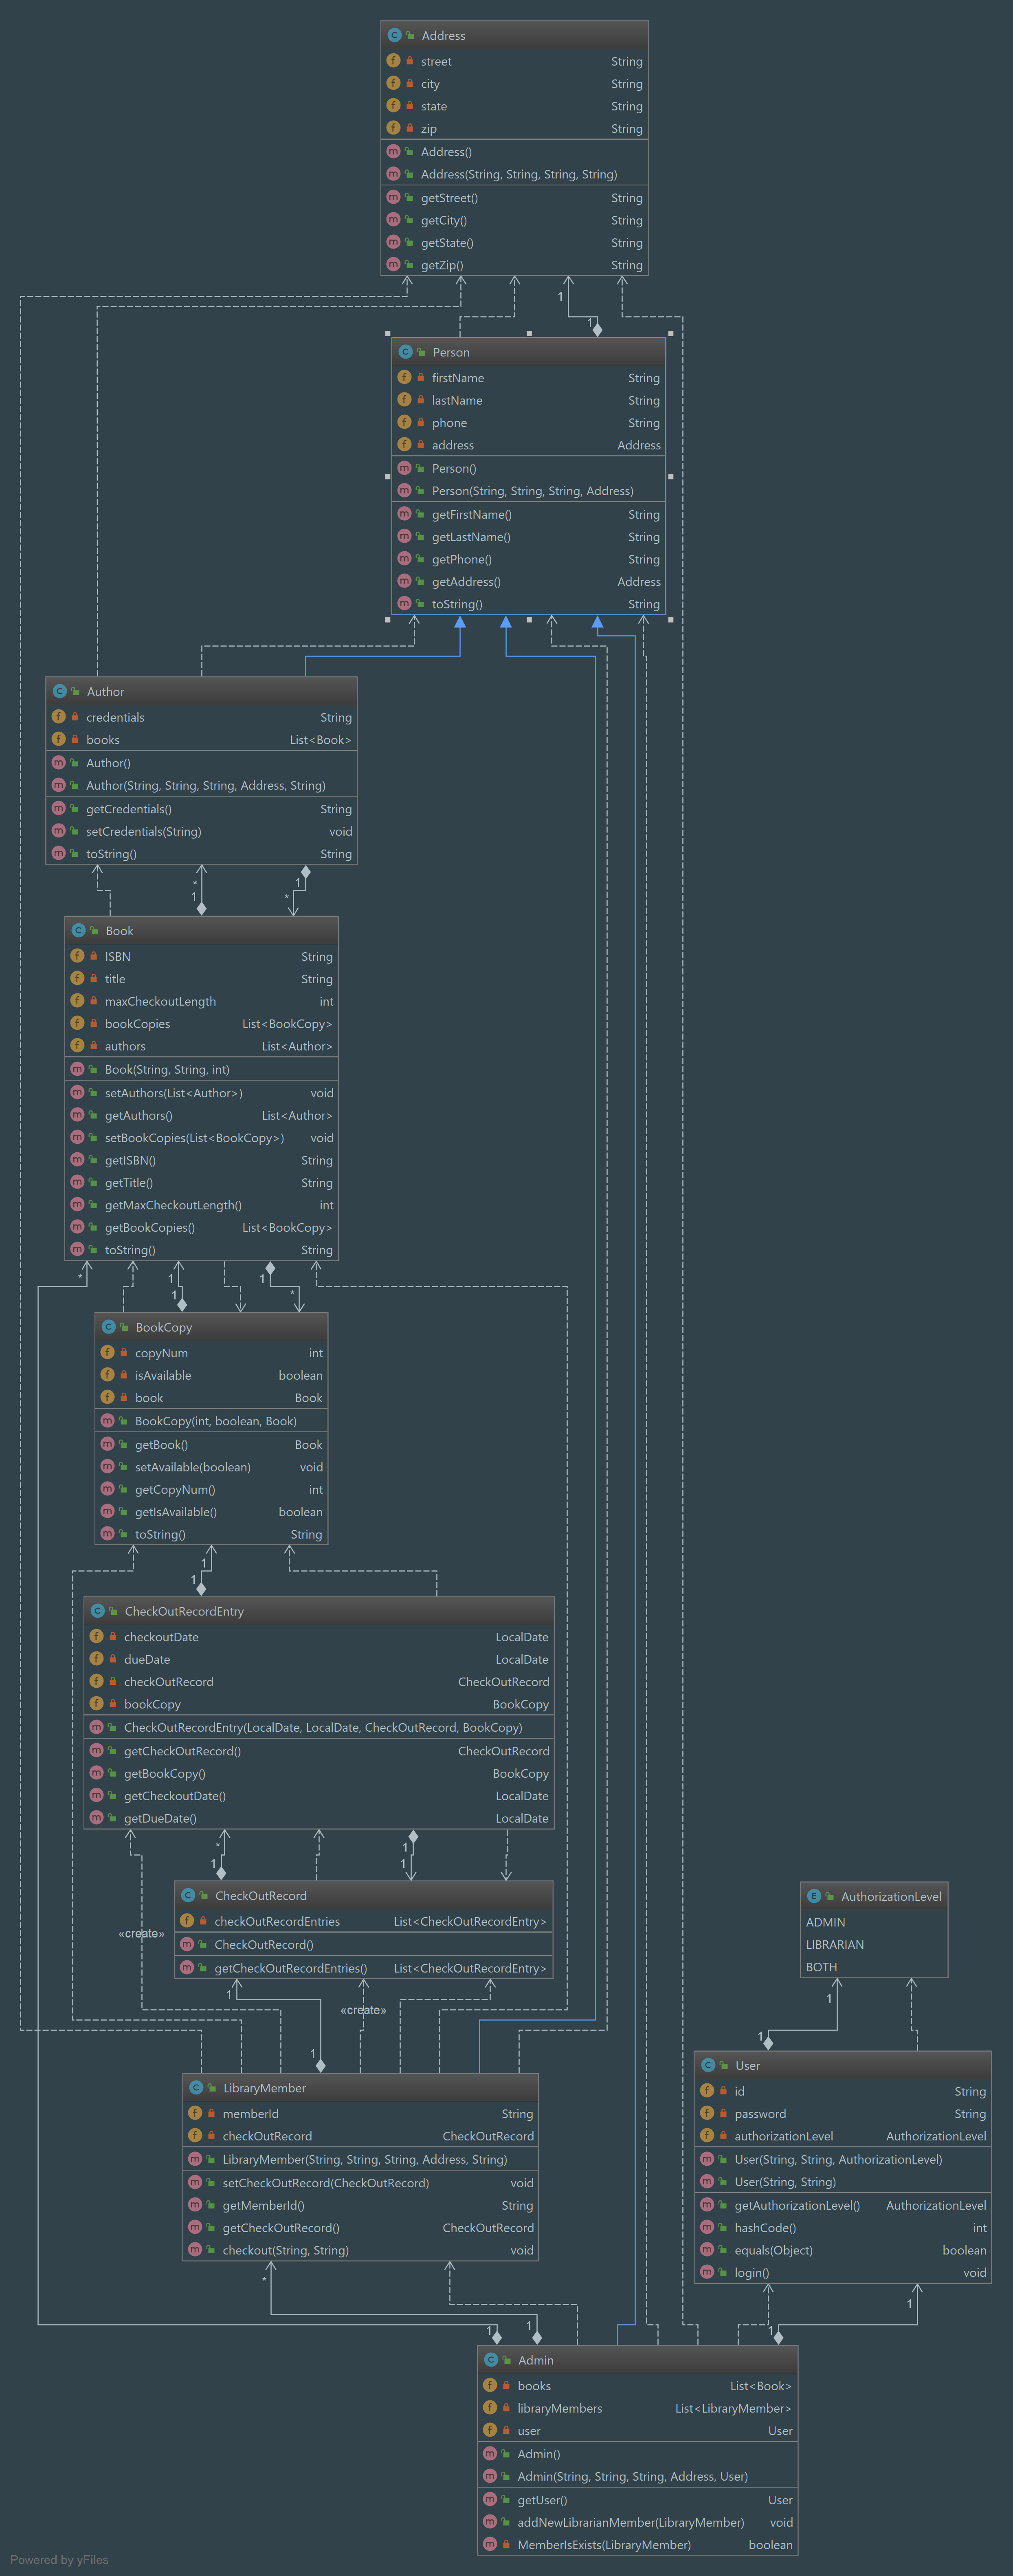 Address
street String
city String
state String
zip String
Address()
Address(String, String, String, String)
getStreet() String
getCity() String
getState() String
getZip() String
1
1
Person
firstName String
lastName String
phone String
address Address
Person()
Person(String, String, String, Address)
getFirstName() String
getLastName() String
getPhone() String
getAddress() Address
toString() String
Author
credentials String
books List<Book>
Author()
Author(String, String, String, Address, String)
getCredentials() String
setCredentials(String) void
toString() String
* 1
1 *
Book
ISBN String
title String
maxCheckoutLength int
bookCopies List<BookCopy>
authors List<Author>
Book(String, String, int)
setAuthors(List<Author>) void
getAuthors() List<Author>
setBookCopies(List<BookCopy>) void
getISBN() String
getTitle() String
getMaxCheckoutLength() int
getBookCopies() List<BookCopy>
toString() String
* 1 1
1 *
BookCopy
copyNum int
isAvailable boolean
book Book
BookCopy(int, boolean, Book)
getBook() Book
setAvailable(boolean) void
getCopyNum() int
getIsAvailable() boolean
toString() String
1
1
CheckOutRecordEntry
checkoutDate LocalDate
dueDate LocalDate
checkOutRecord CheckOutRecord
bookCopy BookCopy
CheckOutRecordEntry(LocalDate, LocalDate, CheckOutRecord, BookCopy)
getCheckOutRecord() CheckOutRecord
getBookCopy() BookCopy
getCheckoutDate() LocalDate
getDueDate() LocalDate
* 1
1 1
CheckOutRecord
checkOutRecordEntries List<CheckOutRecordEntry>
CheckOutRecord()
getCheckOutRecordEntries() List<CheckOutRecordEntry>
«create»
AuthorizationLevel
ADMIN
LIBRARIAN
BOTH
1 1
«create»
1
1
LibraryMember
memberId String
checkOutRecord CheckOutRecord
LibraryMember(String, String, String, Address, String)
setCheckOutRecord(CheckOutRecord) void
getMemberId() String
getCheckOutRecord() CheckOutRecord
checkout(String, String) void
User
id String
password String
authorizationLevel AuthorizationLevel
User(String, String, AuthorizationLevel)
User(String, String)
getAuthorizationLevel() AuthorizationLevel
hashCode() int
equals(Object) boolean
login() void
* 1
1 1 1
Admin
books List<Book>
libraryMembers List<LibraryMember>
user User
Admin()
Admin(String, String, String, Address, User)
getUser() User
addNewLibrarianMember(LibraryMember) void
MemberIsExists(LibraryMember) boolean
Powered by yFiles